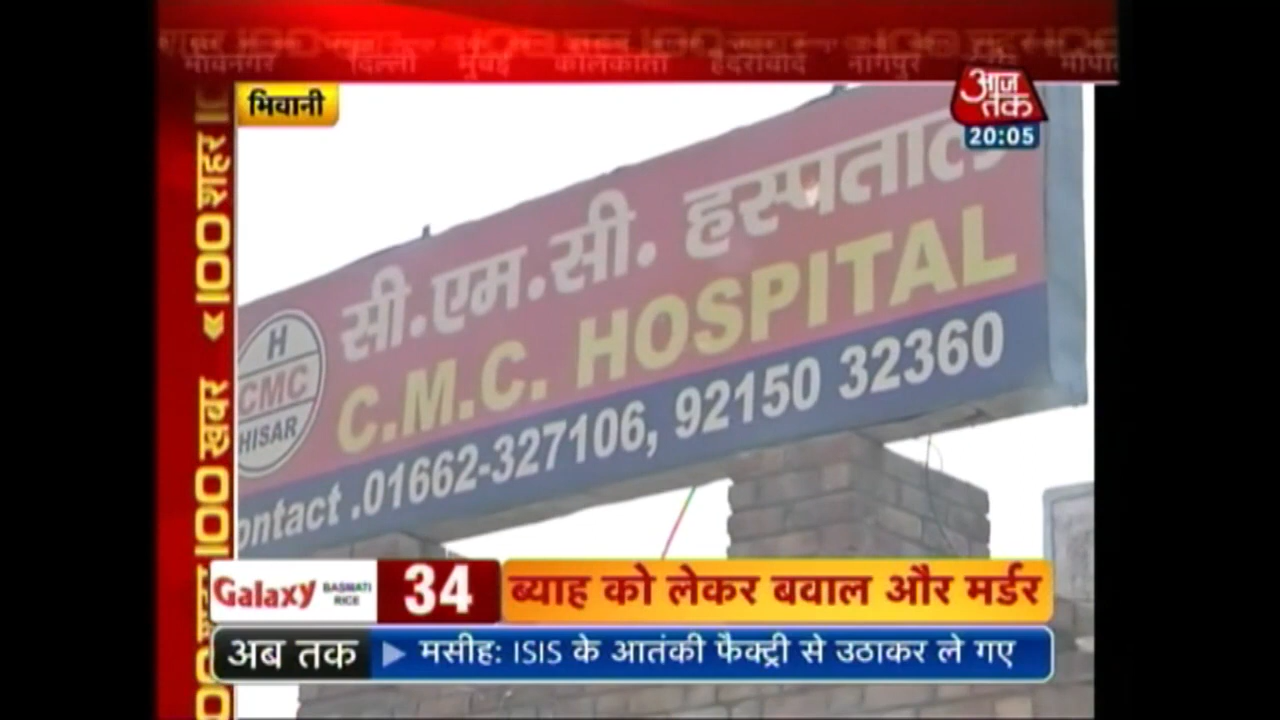 भावनगर दिल्ली मुंबई कोलकाता हैदराबाद नागपुर
भिवानी
आज तक
20:05
100 शहर
100 खबर
सी.एम.सी. हस्पताल
C.M.C. HOSPITAL
H
CMC
HISAR
ontact .01662-327106, 92150 32360
Galaxy BASMATI RICE
34
ब्याह को लेकर बवाल और मर्डर
अब तक
मसीह: ISIS के आतंकी फैक्ट्री से उठाकर ले गए